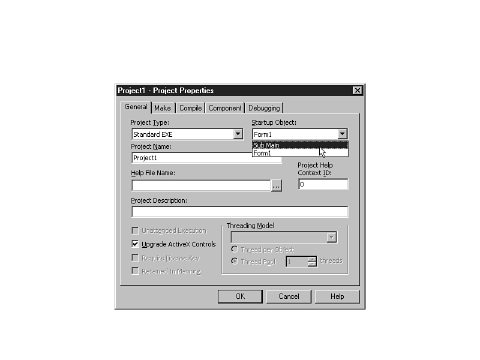 Project1 - Project Properties
General Make Compile Component Debugging
Project Type: Startup Object:
Standard EXE Form1
Project Name: Sub Main
Project1 Form1
Help File Name: Project Help
Context ID:
... 0
Project Description:
Unattended Execution Threading Model
Upgrade ActiveX Controls
Require License Key Thread per Object
Retained In Memory Thread Pool 1 threads
OK Cancel Help